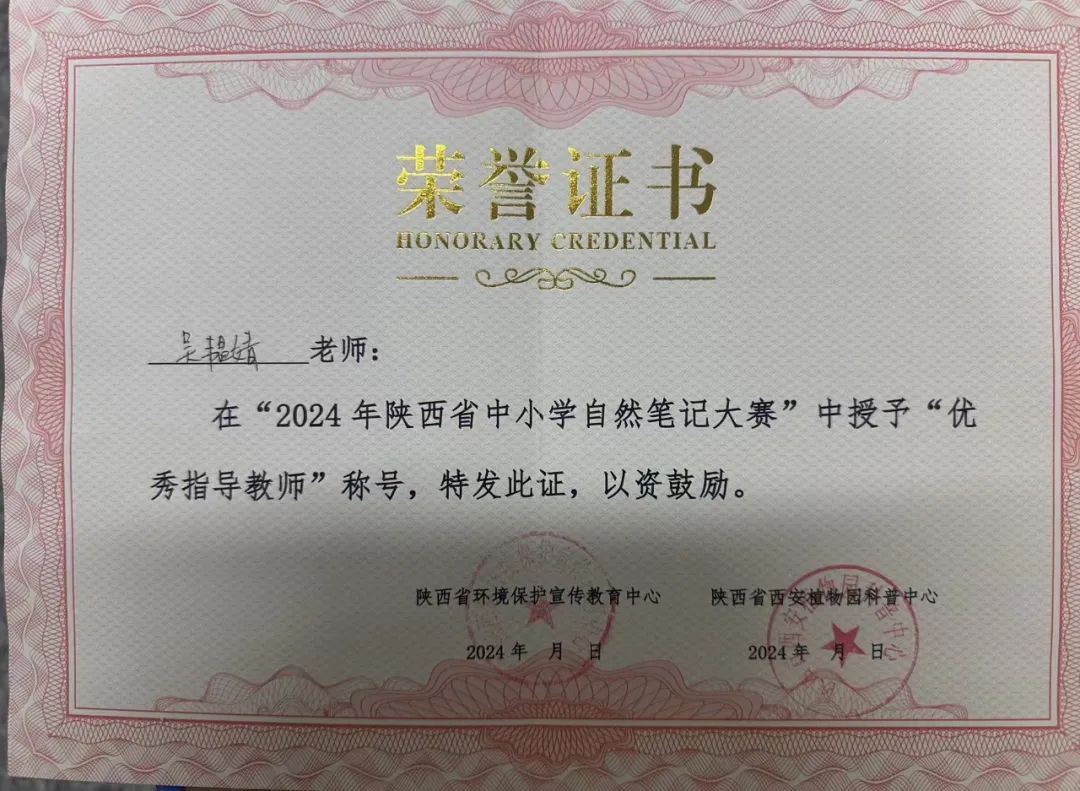 荣誉证书
HONORARY CREDENTIAL
吴韫婧 老师：
在“2024年陕西省中小学自然笔记大赛”中授予“优
秀指导教师”称号，特发此证，以资鼓励。
陕西省环境保护宣传教育中心 陕西省西安植物园科普中心
2024年 月 日 2024年 月 日